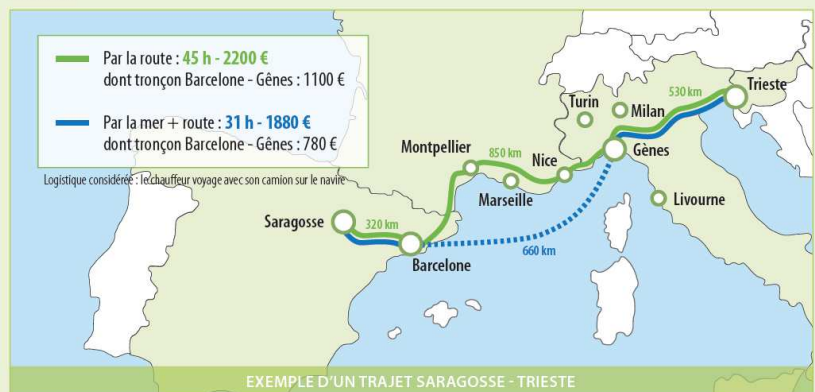 Par la route : 45 h - 2200 €
dont tronçon Barcelone - Gênes : 1100 €
Par la mer + route : 31 h - 1880 €
dont tronçon Barcelone - Gênes : 780 €
Logistique considérée : le chauffeur voyage avec son camion sur le navire
530 km
Trieste
Turin
Milan
Montpellier
850 km
Nice
Gènes
Marseille
Livourne
Saragosse
320 km
660 km
Barcelone
EXEMPLE D'UN TRAJET SARAGOSSE - TRIESTE